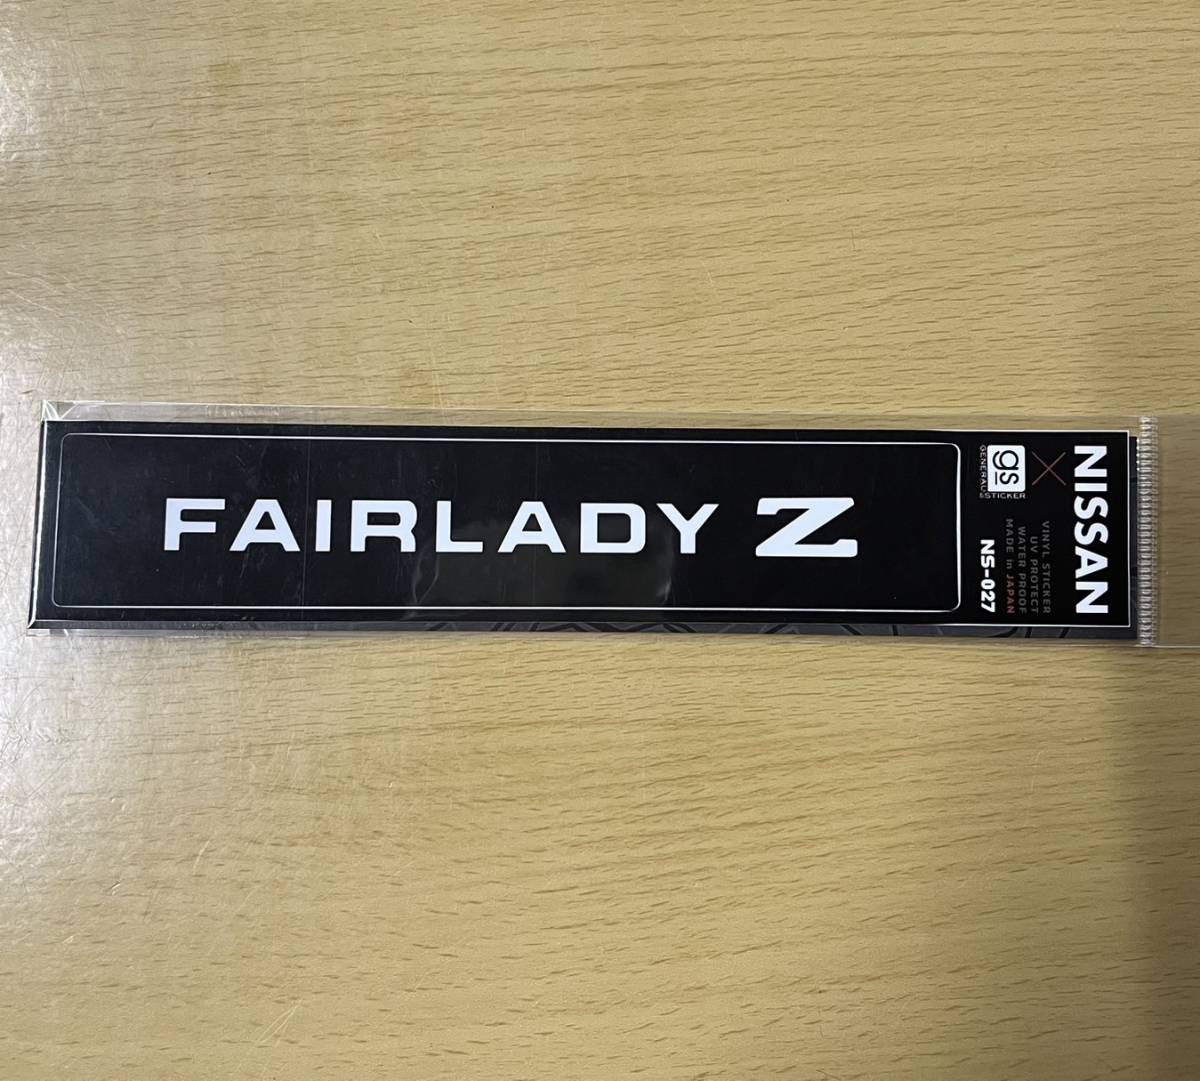 FAIRLADY Z
NISSAN
gs
GENERAL
&STICKER
VINYL STICKER
UV PROTECT
WATER PROOF
MADE in JAPAN
NS-027